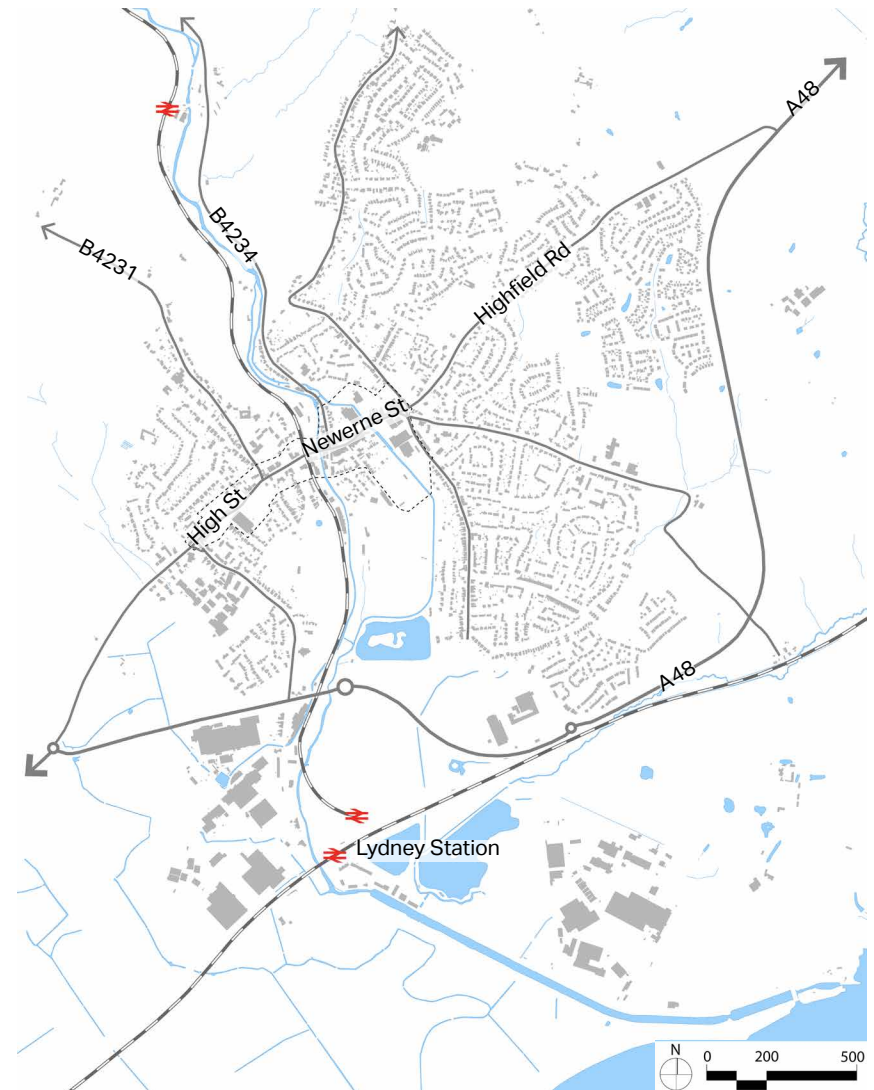 A48
B4234
B4231
Highfield Rd
Newerne St
High St
A48
Lydney Station
N
0 200 500